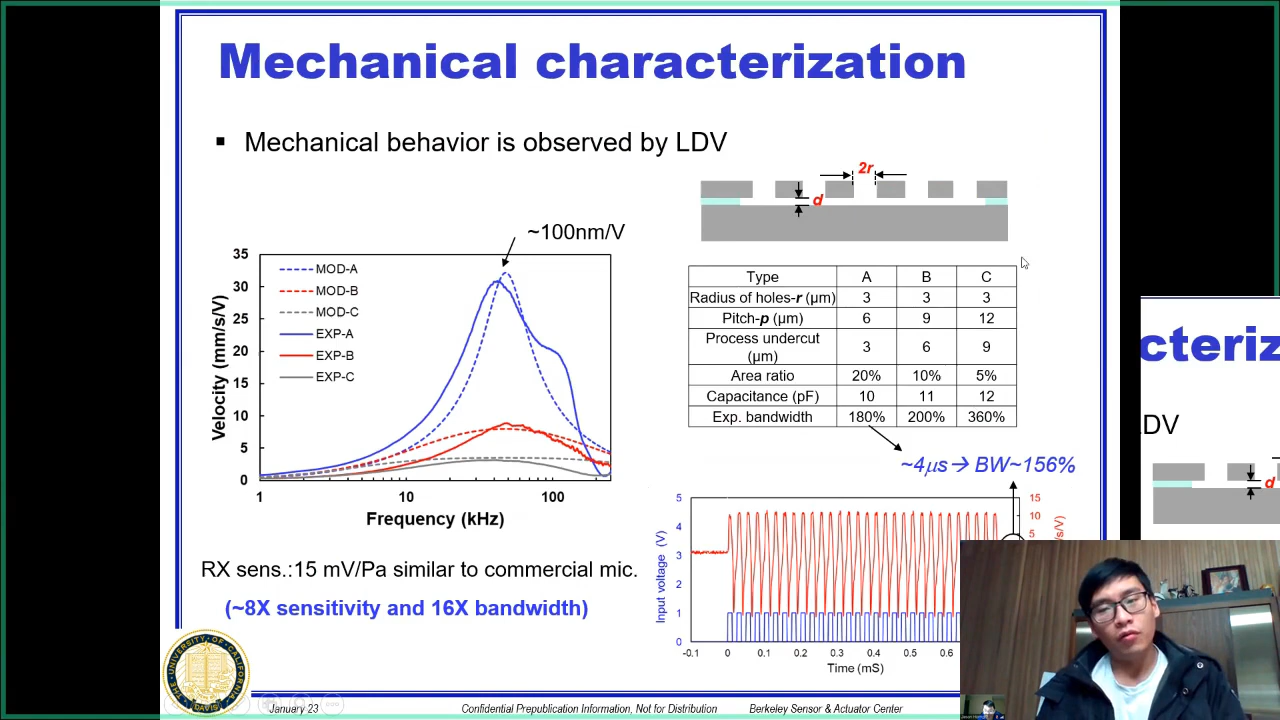 Mechanical characterization
▪ Mechanical behavior is observed by LDV
2r
d
~100nm/V
35
30
25
20
15
10
5
0
Velocity (mm/s/V)
MOD-A
MOD-B
MOD-C
EXP-A
EXP-B
EXP-C
1 10 100
Frequency (kHz)
Type A B C
Radius of holes-r (µm) 3 3 3
Pitch-p (µm) 6 9 12
Process undercut
(µm) 3 6 9
Area ratio 20% 10% 5%
Capacitance (pF) 10 11 12
Exp. bandwidth 180% 200% 360%
~4µs→ BW~156%
RX sens.:15 mV/Pa similar to commercial mic.
(~8X sensitivity and 16X bandwidth)
5
4
3
2
1
0
Input voltage (V)
15
10
5
/s/V)
-0.1 0 0.1 0.2 0.3 0.4 0.5 0.6
Time (mS)
THE UNIVERSITY OF CALIFORNIA
DAVIS
January 23
Confidential Prepublication Information, Not for Distribution
Berkeley Sensor & Actuator Center
cteriz
DV
d